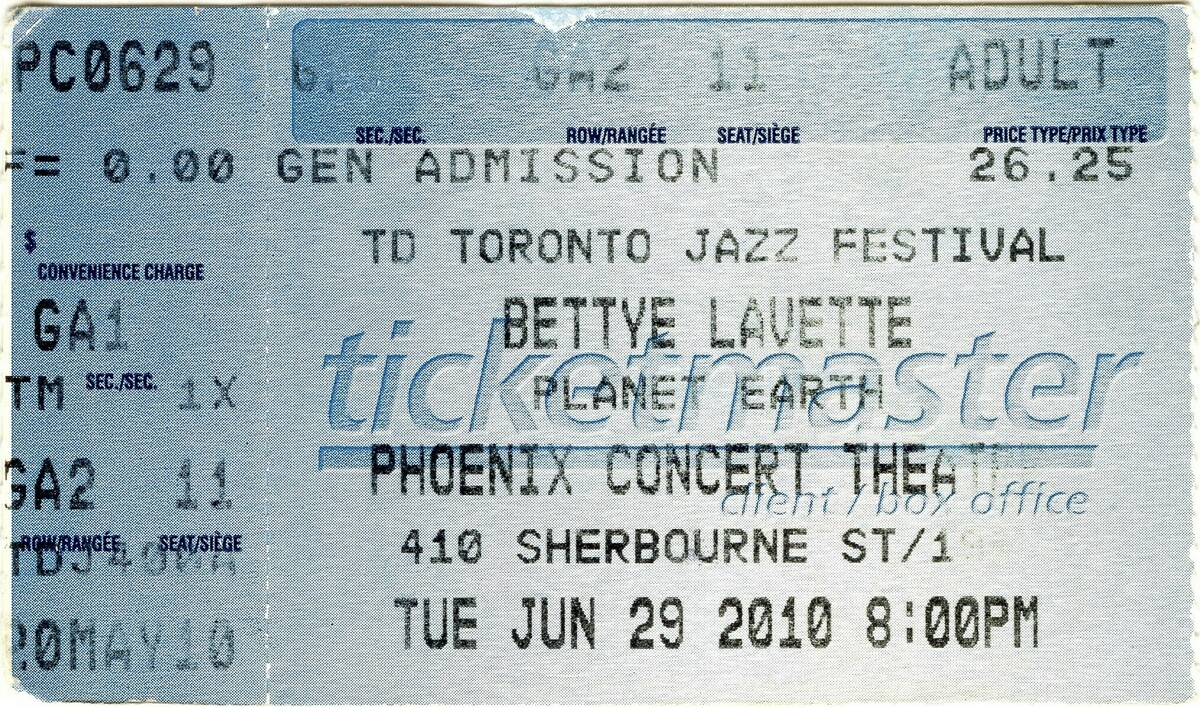 PC0629
GA2 11 ADULT
SEC./SEC. ROW/RANGÉE SEAT/SIÈGE PRICE TYPE/PRIX TYPE
= 0.00 GEN ADMISSION 26.25
$
CONVENIENCE CHARGE
GA1
TM SEC./SEC. 1X
GA2 11
ROW/RANGÉE SEAT/SIÈGE
20MAY10
TD TORONTO JAZZ FESTIVAL
BETTYE LAVETTE
ticketmaster
PLANET EARTH
PHOENIX CONCERT THEAT
client / box office
410 SHERBOURNE ST/1
TUE JUN 29 2010 8:00PM